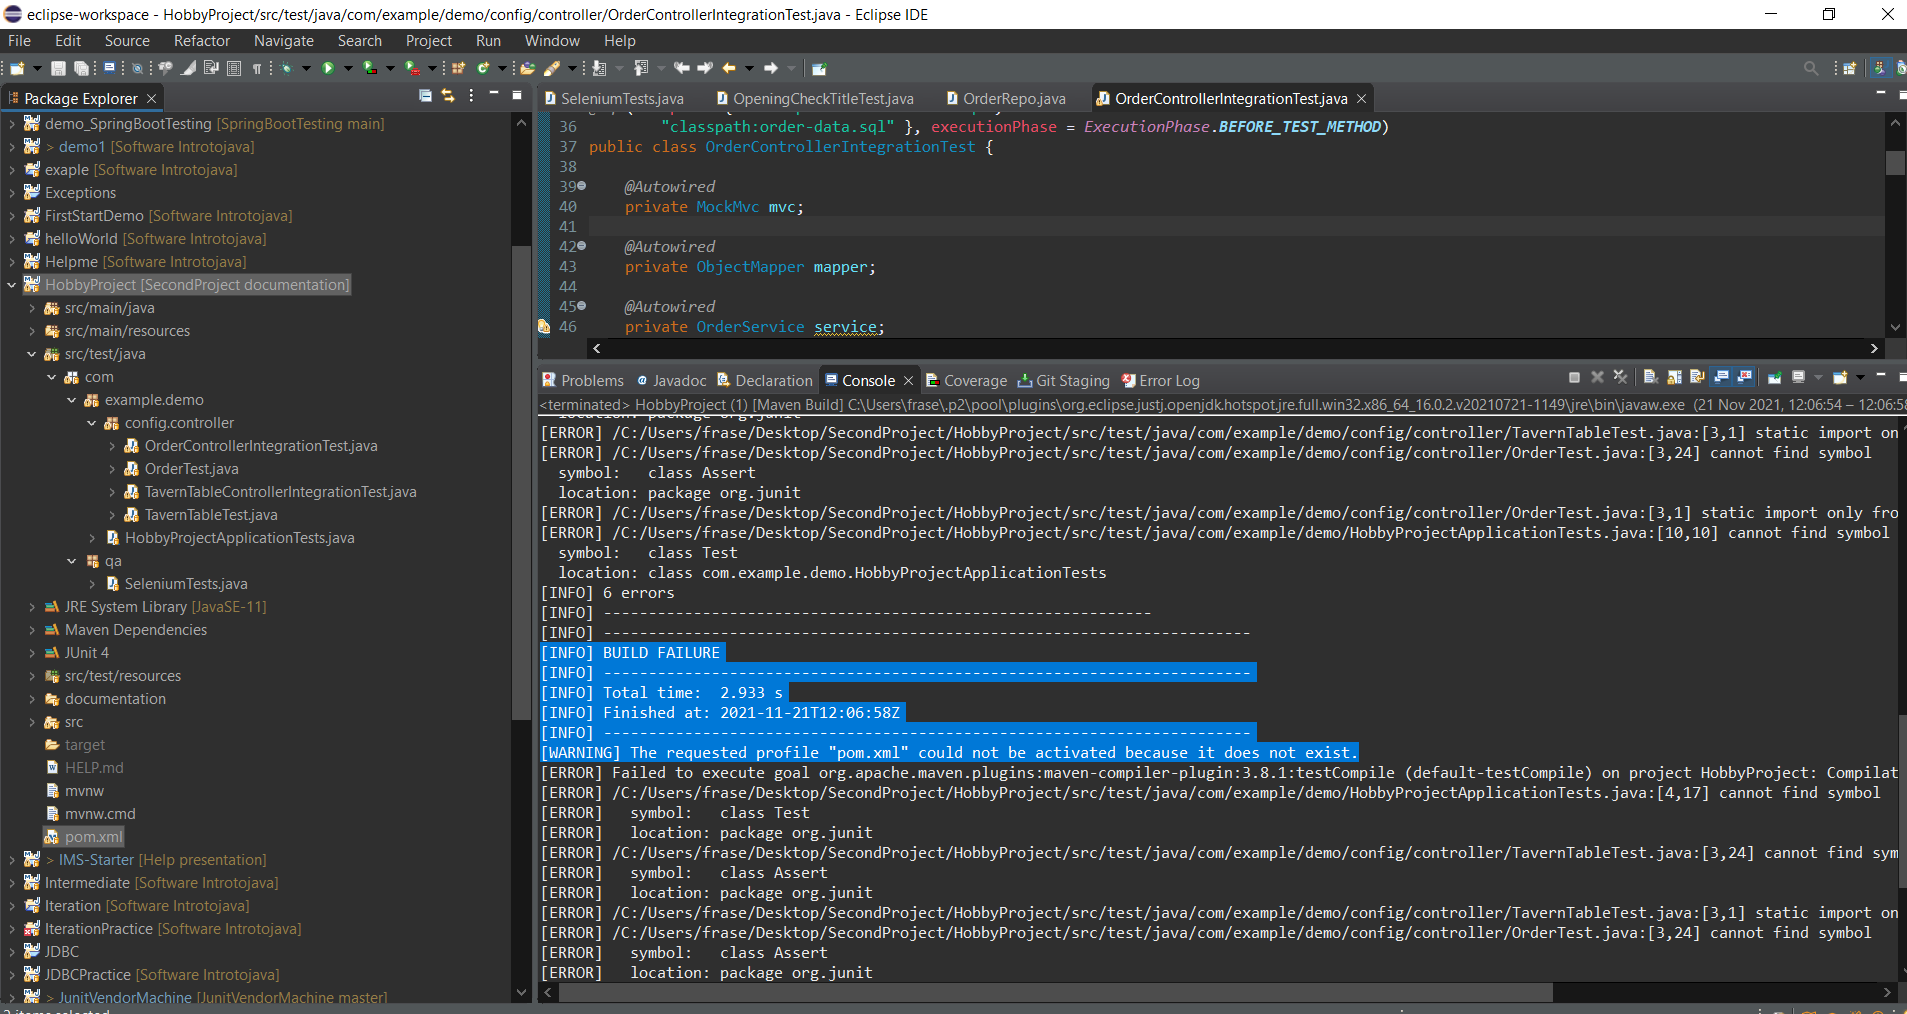 eclipse-workspace - HobbyProject/src/test/java/com/example/demo/config/controller/OrderControllerIntegrationTest.java - Eclipse IDE
File Edit Source Refactor Navigate Search Project Run Window Help
Package Explorer
demo_SpringBootTesting [SpringBootTesting main]
> demo1 [Software Introtojava]
exaple [Software Introtojava]
Exceptions
FirstStartDemo [Software Introtojava]
helloWorld [Software Introtojava]
Helpme [Software Introtojava]
HobbyProject [SecondProject documentation]
src/main/java
src/main/resources
src/test/java
com
example.demo
config.controller
OrderControllerIntegrationTest.java
OrderTest.java
TavernTableControllerIntegrationTest.java
TavernTableTest.java
HobbyProjectApplicationTests.java
qa
SeleniumTests.java
JRE System Library [JavaSE-11]
Maven Dependencies
JUnit 4
src/test/resources
documentation
src
target
HELP.md
mvnw
mvnw.cmd
pom.xml
> IMS-Starter [Help presentation]
Intermediate [Software Introtojava]
Iteration [Software Introtojava]
IterationPractice [Software Introtojava]
JDBC
JDBCPractice [Software Introtojava]
> JunitVendorMachine [JunitVendorMachine master]
SeleniumTests.java OpeningCheckTitleTest.java OrderRepo.java OrderControllerIntegrationTest.java
36 "classpath:order-data.sql" }, executionPhase = ExecutionPhase.BEFORE_TEST_METHOD)
37 public class OrderControllerIntegrationTest {
38
39 @Autowired
40 private MockMvc mvc;
41
42 @Autowired
43 private ObjectMapper mapper;
44
45 @Autowired
46 private OrderService service;
Problems Javadoc Declaration Console Coverage Git Staging Error Log
<terminated> HobbyProject (1) [Maven Build] C:\Users\frase\.p2\pool\plugins\org.eclipse.justj.openjdk.hotspot.jre.full.win32.x86_64_16.0.2.v20210721-1149\jre\bin\javaw.exe (21 Nov 2021, 12:06:54 – 12:06:58
location: package org.junit
[ERROR] /C:/Users/frase/Desktop/SecondProject/HobbyProject/src/test/java/com/example/demo/config/controller/TavernTableTest.java:[3,1] static import on
[ERROR] /C:/Users/frase/Desktop/SecondProject/HobbyProject/src/test/java/com/example/demo/config/controller/OrderTest.java:[3,24] cannot find symbol
symbol: class Assert
location: package org.junit
[ERROR] /C:/Users/frase/Desktop/SecondProject/HobbyProject/src/test/java/com/example/demo/config/controller/OrderTest.java:[3,1] static import only fro
[ERROR] /C:/Users/frase/Desktop/SecondProject/HobbyProject/src/test/java/com/example/demo/HobbyProjectApplicationTests.java:[10,10] cannot find symbol
symbol: class Test
location: class com.example.demo.HobbyProjectApplicationTests
[INFO] 6 errors
[INFO] -------------------------------------------------------------
[INFO] ------------------------------------------------------------------------
[INFO] BUILD FAILURE
[INFO] ------------------------------------------------------------------------
[INFO] Total time: 2.933 s
[INFO] Finished at: 2021-11-21T12:06:58Z
[INFO] ------------------------------------------------------------------------
[WARNING] The requested profile "pom.xml" could not be activated because it does not exist.
[ERROR] Failed to execute goal org.apache.maven.plugins:maven-compiler-plugin:3.8.1:testCompile (default-testCompile) on project HobbyProject: Compilat
[ERROR] /C:/Users/frase/Desktop/SecondProject/HobbyProject/src/test/java/com/example/demo/HobbyProjectApplicationTests.java:[4,17] cannot find symbol
[ERROR] symbol: class Test
[ERROR] location: package org.junit
[ERROR] /C:/Users/frase/Desktop/SecondProject/HobbyProject/src/test/java/com/example/demo/config/controller/TavernTableTest.java:[3,24] cannot find sym
[ERROR] symbol: class Assert
[ERROR] location: package org.junit
[ERROR] /C:/Users/frase/Desktop/SecondProject/HobbyProject/src/test/java/com/example/demo/config/controller/TavernTableTest.java:[3,1] static import on
[ERROR] /C:/Users/frase/Desktop/SecondProject/HobbyProject/src/test/java/com/example/demo/config/controller/OrderTest.java:[3,24] cannot find symbol
[ERROR] symbol: class Assert
[ERROR] location: package org.junit